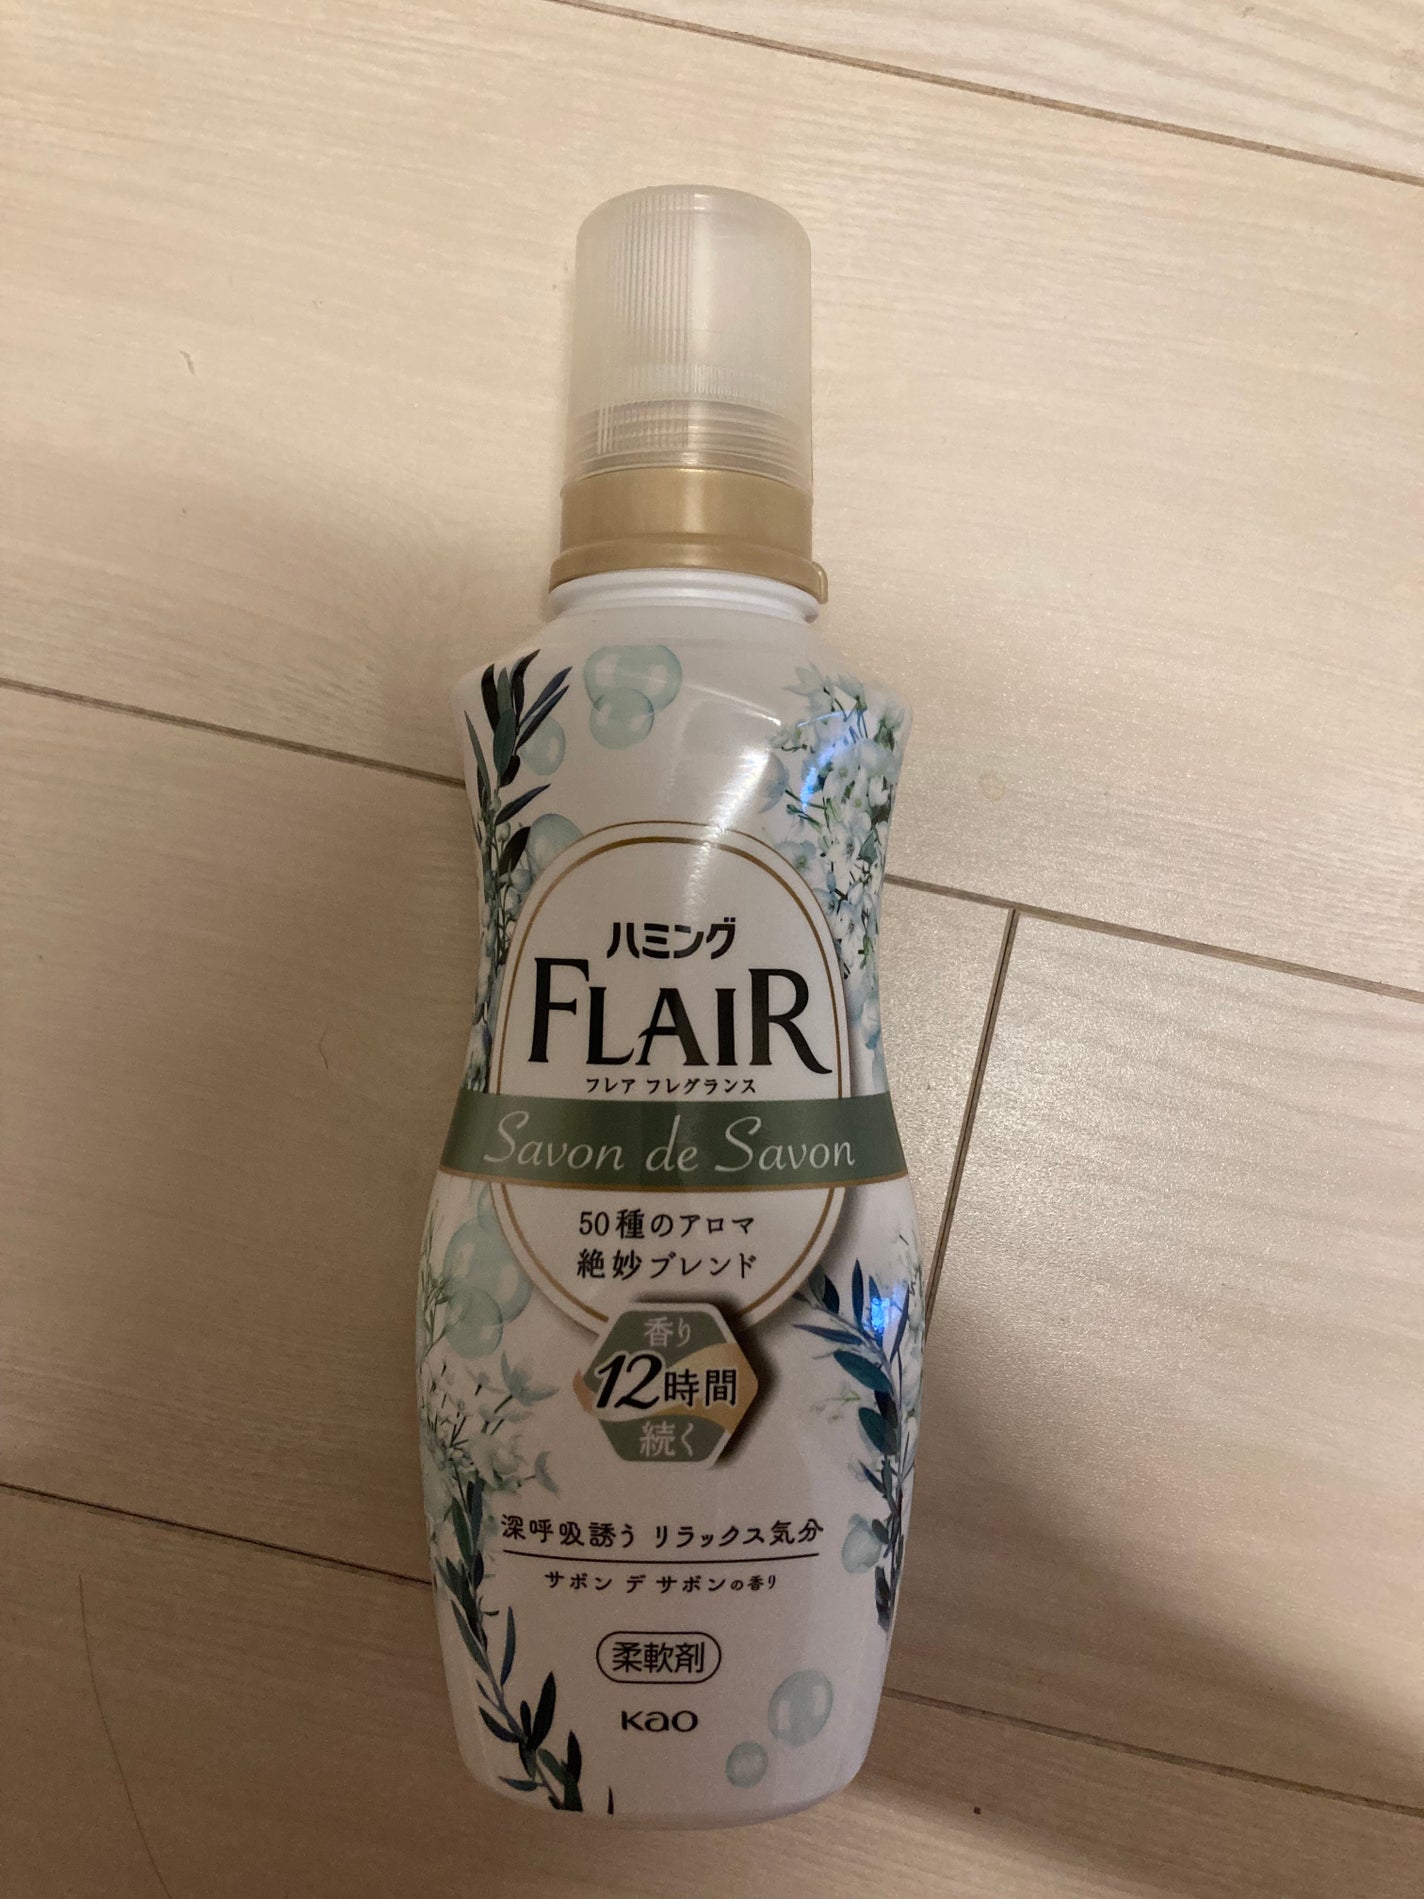 ハミング
FLAIR
フレア フレグランス
Savon de Savon
50種のアロマ
絶妙ブレンド
香り
12時間
続く
深呼吸誘う リラックス気分
サボン デ サボンの香り
柔軟剤
Kao